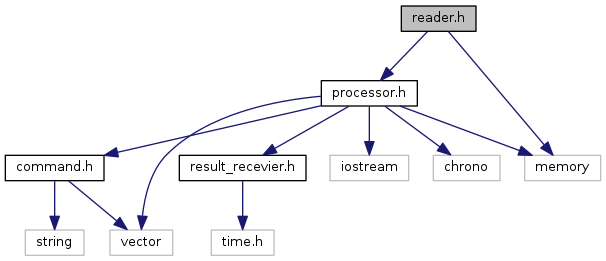 reader.h
processor.h
command.h
result_recevier.h
iostream
chrono
memory
string
vector
time.h